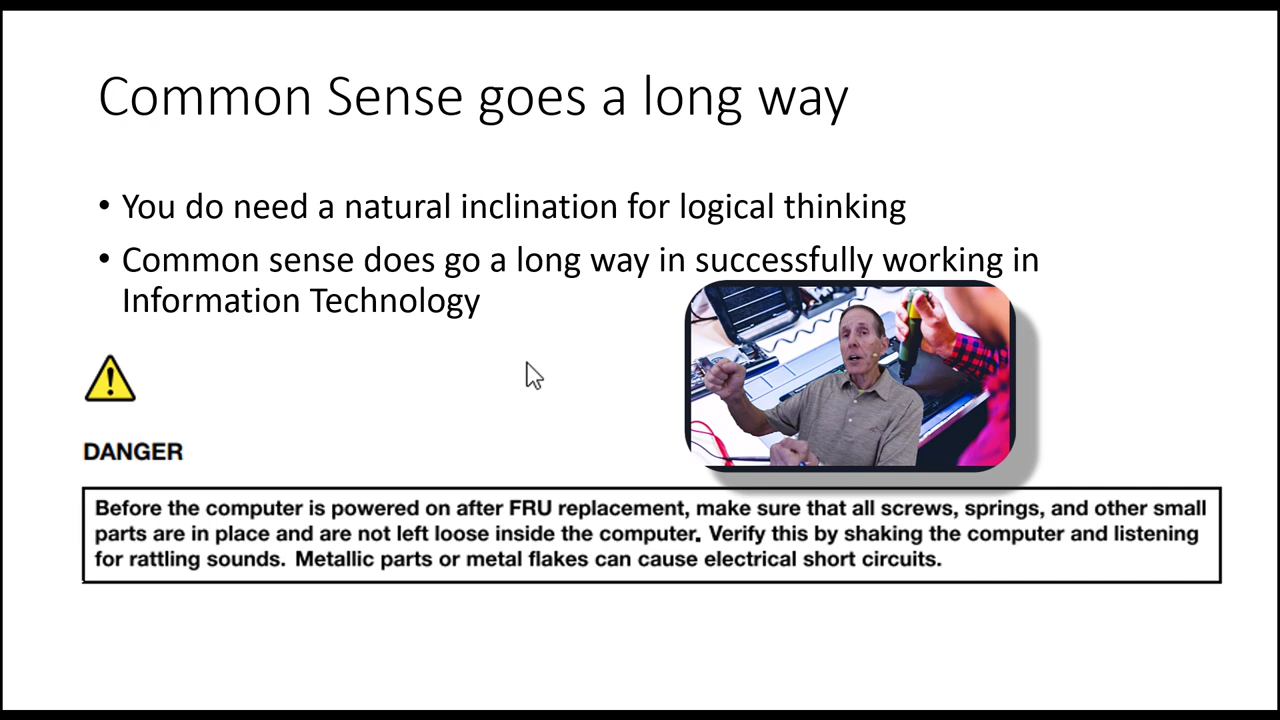 Common Sense goes a long way
• You do need a natural inclination for logical thinking
• Common sense does go a long way in successfully working in
Information Technology
DANGER
Before the computer is powered on after FRU replacement, make sure that all screws, springs, and other small
parts are in place and are not left loose inside the computer. Verify this by shaking the computer and listening
for rattling sounds. Metallic parts or metal flakes can cause electrical short circuits.